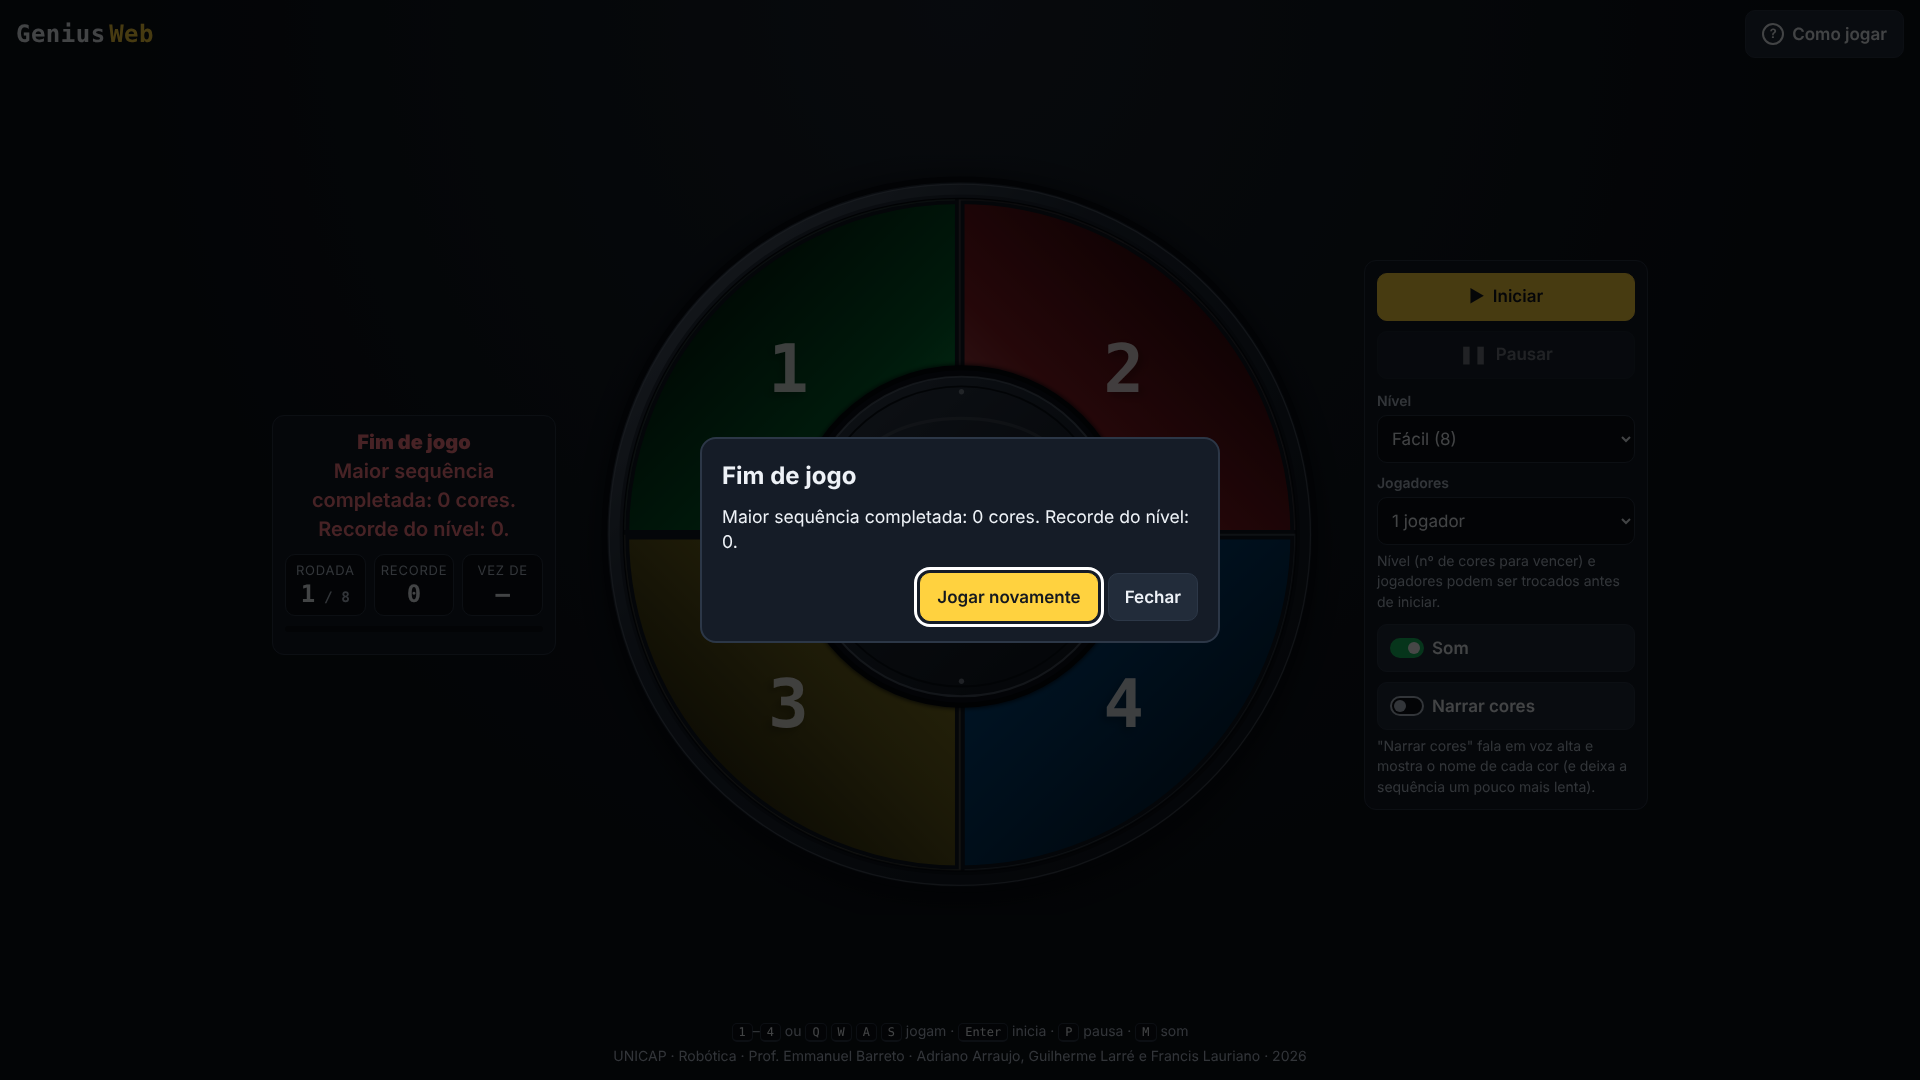 GeniusWeb
? Como jogar
1
2
3
4
Fim de jogo
Maior sequência
completada: 0 cores.
Recorde do nível: 0.
RODADA
1 / 8
RECORDE
0
VEZ DE
—
Fim de jogo
Maior sequência completada: 0 cores. Recorde do nível:
0.
Jogar novamente
Fechar
Iniciar
Pausar
Nível
Fácil (8)
Jogadores
1 jogador
Nível (nº de cores para vencer) e
jogadores podem ser trocados antes
de iniciar.
Som
Narrar cores
"Narrar cores" fala em voz alta e
mostra o nome de cada cor (e deixa a
sequência um pouco mais lenta).
1–4 ou Q W A S jogam · Enter inicia · P pausa · M som
UNICAP · Robótica · Prof. Emmanuel Barreto · Adriano Araujo, Guilherme Larré e Francis Lauriano · 2026